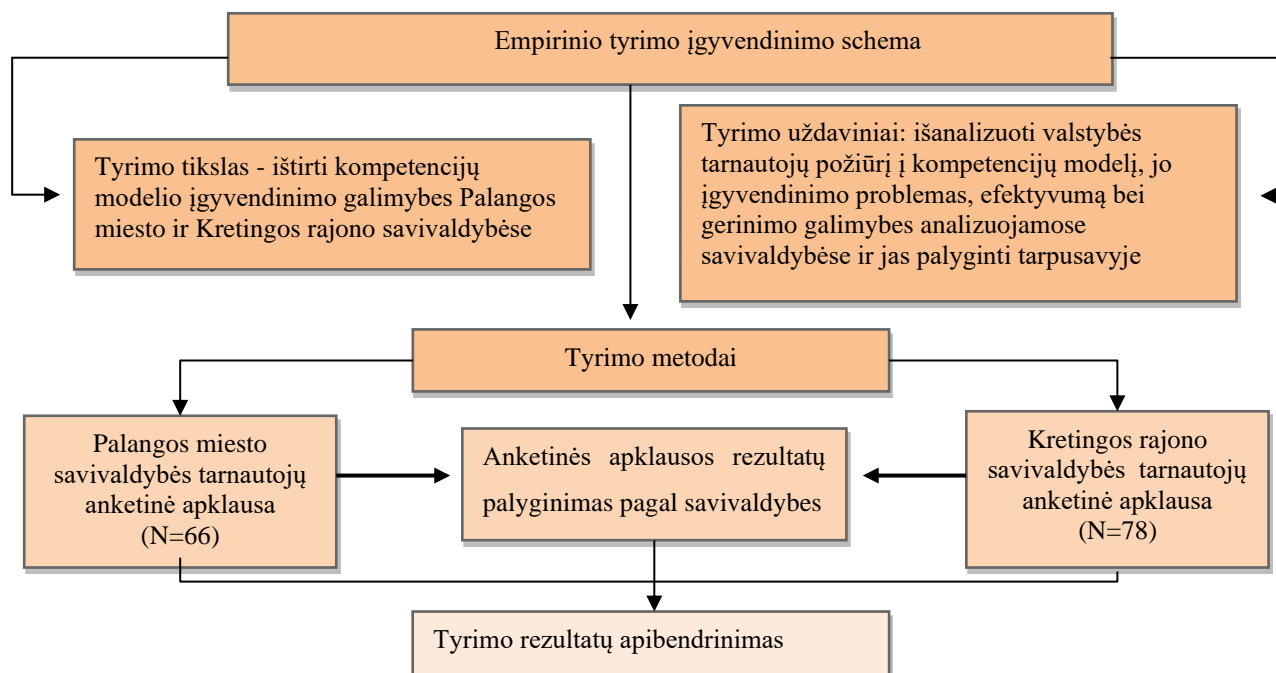 Empirinio tyrimo įgyvendinimo schema
Tyrimo tikslas - ištirti kompetencijų
modelio įgyvendinimo galimybes Palangos
miesto ir Kretingos rajono savivaldybėse
Tyrimo uždaviniai: išanalizuoti valstybės
tarnautojų požiūrį į kompetencijų modelį, jo
įgyvendinimo problemas, efektyvumą bei
gerinimo galimybes analizuojamose
savivaldybėse ir jas palyginti tarpusavyje
Tyrimo metodai
Palangos miesto
savivaldybės tarnautojų
anketinė apklausa
(N=66)
Anketinės apklausos rezultatų
palyginimas pagal savivaldybes
Kretingos rajono
savivaldybės tarnautojų
anketinė apklausa
(N=78)
Tyrimo rezultatų apibendrinimas